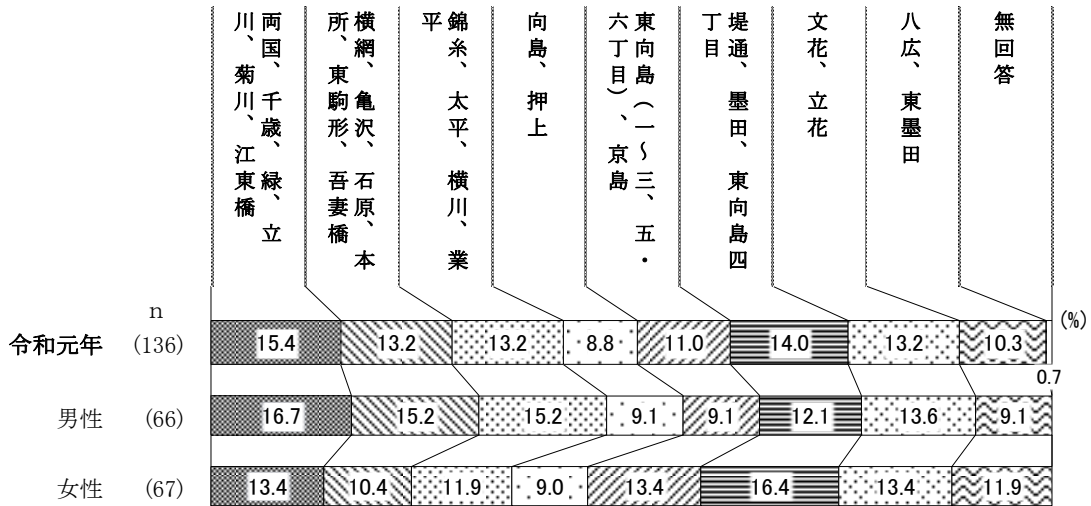 両国、千歳、緑、立
川、菊川、江東橋
横網、亀沢、石原、本
所、東駒形、吾妻橋
錦糸、太平、横川、業
平
向島、押上
東向島（一～三、五・
六丁目）、京島
堤通、墨田、東向島四
丁目
文花、立花
八広、東墨田
無回答
n
(%)
令和元年 (136) 15.4 13.2 13.2 8.8 11.0 14.0 13.2 10.3
0.7
男性 (66) 16.7 15.2 15.2 9.1 9.1 12.1 13.6 9.1
女性 (67) 13.4 10.4 11.9 9.0 13.4 16.4 13.4 11.9